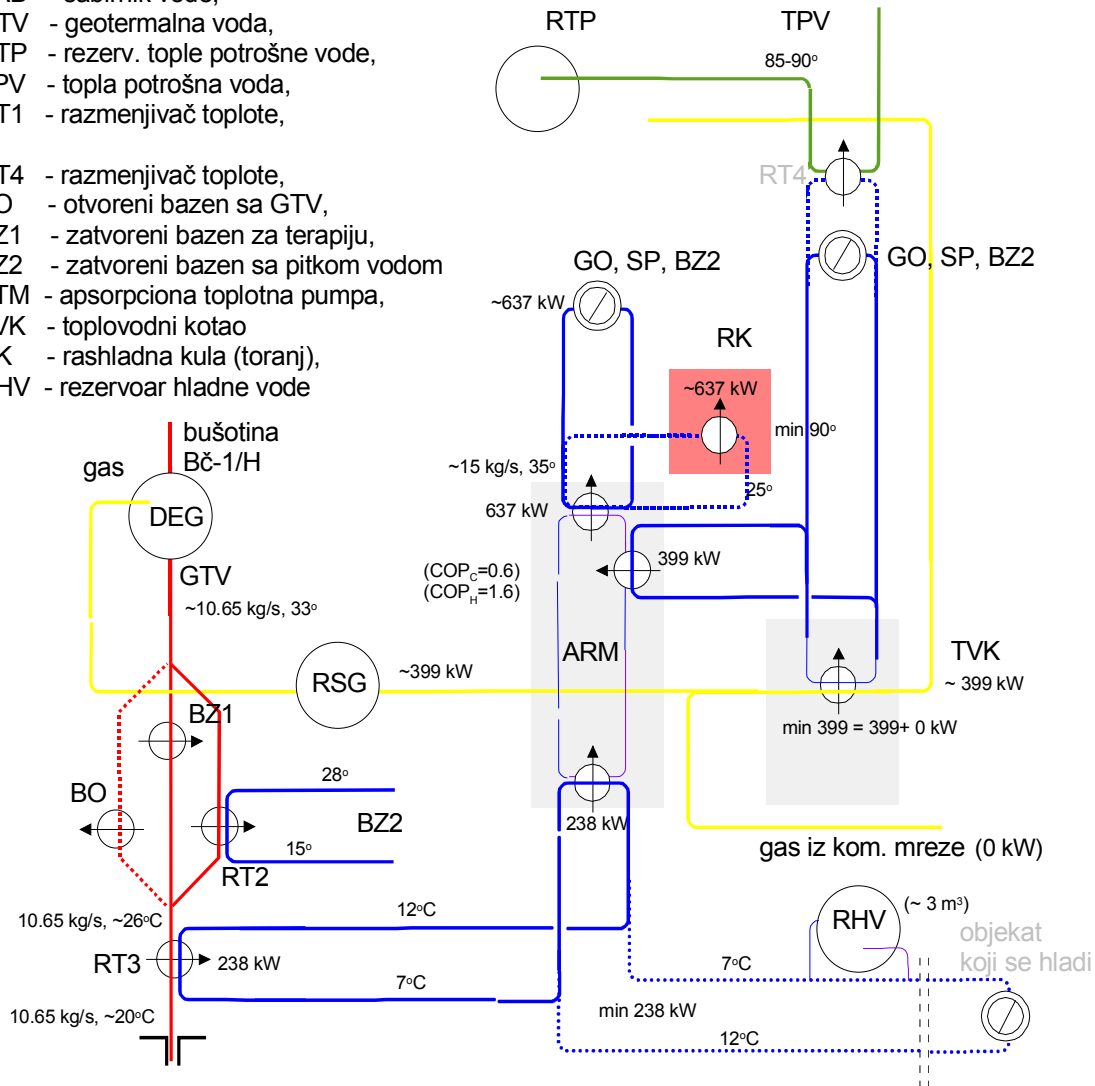 TV - geotermalna voda,
TP - rezerv. tople potrošne vode,
PV - topla potrošna voda,
T1 - razmenjivač toplote,
T4 - razmenjivač toplote,
O - otvoreni bazen sa GTV,
Z1 - zatvoreni bazen za terapiju,
Z2 - zatvoreni bazen sa pitkom vodom
TM - apsorpciona toplotna pumpa,
VK - toplovodni kotao
K - rashladna kula (toranj),
HV - rezervoar hladne vode
RTP
TPV
85-90°
RT4
GO, SP, BZ2
GO, SP, BZ2
~637 kW
RK
~637 kW
min 90°
~15 kg/s, 35°
25°
637 kW
bušotina
Bč-1/H
gas
DEG
GTV
~10.65 kg/s, 33°
399 kW
(COPC=0.6)
(COPH=1.6)
ARM
TVK
~ 399 kW
RSG
~399 kW
min 399 = 399+ 0 kW
BZ1
BO
28°
BZ2
15°
RT2
238 kW
gas iz kom. mreze (0 kW)
10.65 kg/s, ~26°C
12°C
RT3
238 kW
7°C
10.65 kg/s, ~20°C
RHV
(~ 3 m³)
objekat
koji se hladi
7°C
min 238 kW
12°C